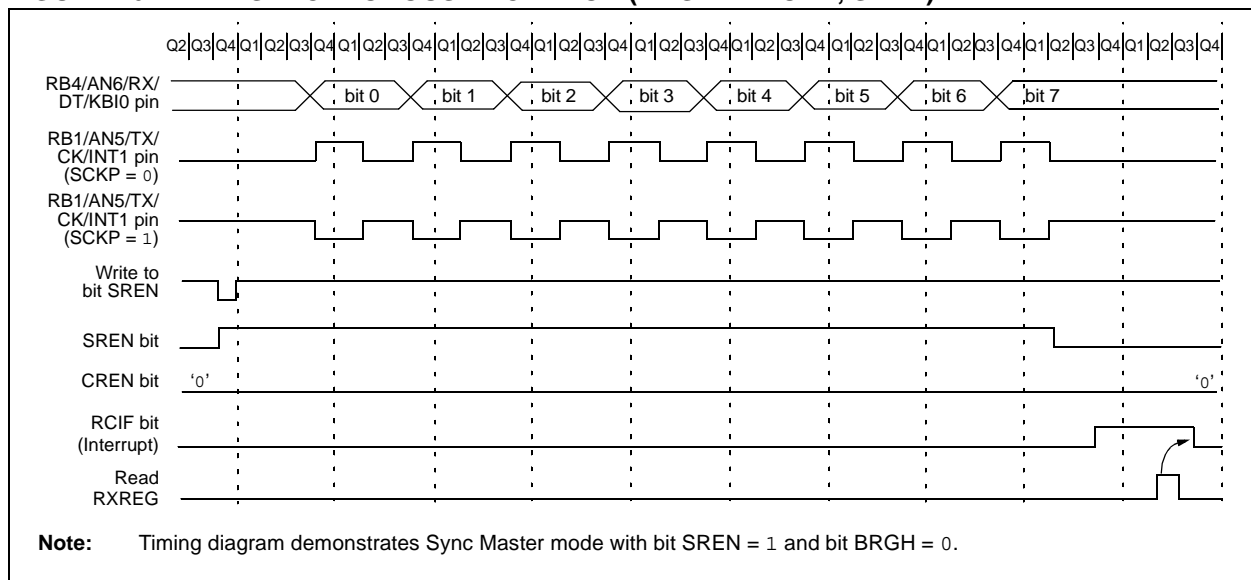 Q2 Q3 Q4 Q1 Q2 Q3 Q4 Q1 Q2 Q3 Q4 Q1 Q2 Q3 Q4 Q1 Q2 Q3 Q4 Q1 Q2 Q3 Q4 Q1 Q2 Q3 Q4 Q1 Q2 Q3 Q4 Q1 Q2 Q3 Q4 Q1 Q2 Q3 Q4 Q1 Q2 Q3 Q4
RB4/AN6/RX/
DT/KBI0 pin
bit 0 bit 1 bit 2 bit 3 bit 4 bit 5 bit 6 bit 7
RB1/AN5/TX/
CK/INT1 pin
(SCKP = 0)
RB1/AN5/TX/
CK/INT1 pin
(SCKP = 1)
Write to
bit SREN
SREN bit
CREN bit ‘0’ ‘0’
RCIF bit
(Interrupt)
Read
RXREG
Note: Timing diagram demonstrates Sync Master mode with bit SREN = 1 and bit BRGH = 0.